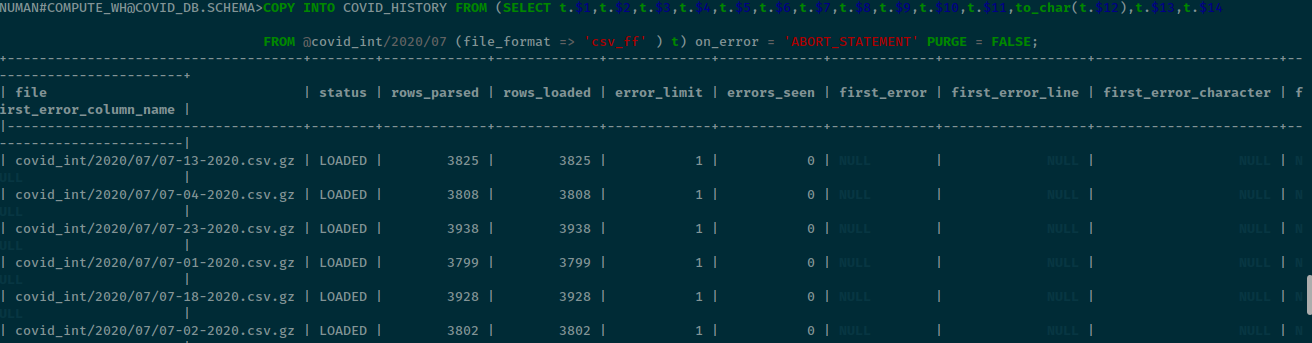 NUMAN#COMPUTE_WH@COVID_DB.SCHEMA>COPY INTO COVID_HISTORY FROM (SELECT t.$1,t.$2,t.$3,t.$4,t.$5,t.$6,t.$7,t.$8,t.$9,t.$10,t.$11,to_char(t.$12),t.$13,t.$14
FROM @covid_int/2020/07 (file_format => 'csv_ff' ) t) on_error = 'ABORT_STATEMENT' PURGE = FALSE;
+-------------------------------------+--------+-------------+-------------+-------------+-------------+-------------+------------------+-----------------------+--
-----------------------+
| file | status | rows_parsed | rows_loaded | error_limit | errors_seen | first_error | first_error_line | first_error_character | f
irst_error_column_name |
|-------------------------------------+--------+-------------+-------------+-------------+-------------+-------------+------------------+-----------------------+--
-----------------------|
| covid_int/2020/07/07-13-2020.csv.gz | LOADED | 3825 | 3825 | 1 | 0 | NULL | NULL | NULL | N
ULL |
| covid_int/2020/07/07-04-2020.csv.gz | LOADED | 3808 | 3808 | 1 | 0 | NULL | NULL | NULL | N
ULL |
| covid_int/2020/07/07-23-2020.csv.gz | LOADED | 3938 | 3938 | 1 | 0 | NULL | NULL | NULL | N
ULL |
| covid_int/2020/07/07-01-2020.csv.gz | LOADED | 3799 | 3799 | 1 | 0 | NULL | NULL | NULL | N
ULL |
| covid_int/2020/07/07-18-2020.csv.gz | LOADED | 3928 | 3928 | 1 | 0 | NULL | NULL | NULL | N
ULL |
| covid_int/2020/07/07-02-2020.csv.gz | LOADED | 3802 | 3802 | 1 | 0 | NULL | NULL | NULL | N